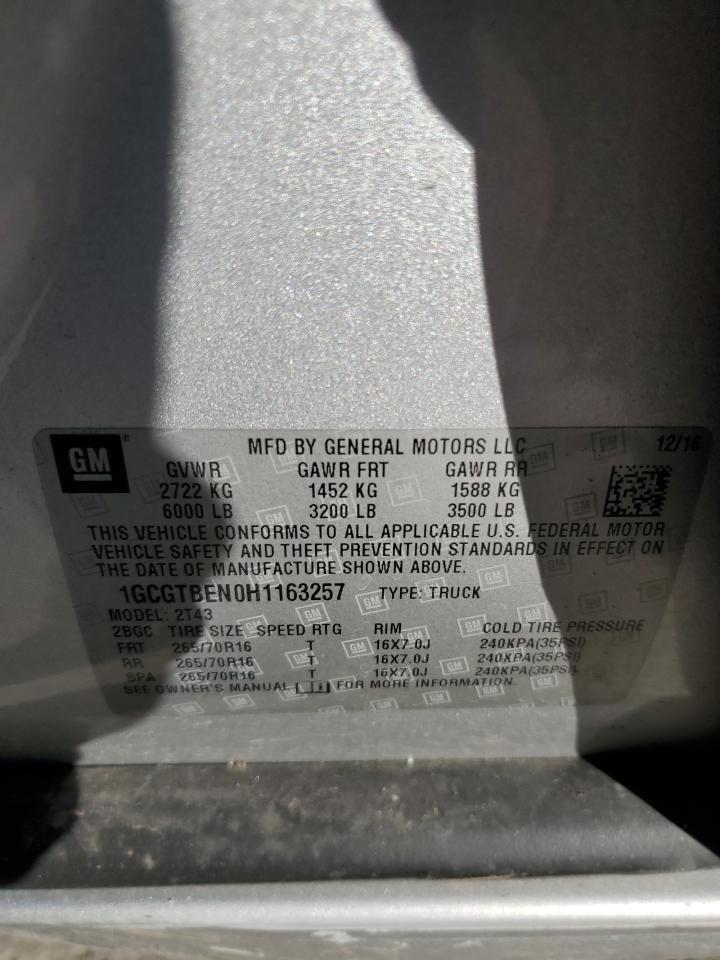 GM
MFD BY GENERAL MOTORS LLC 12/16
GVWR GAWR FRT GAWR RR
2722 KG 1452 KG 1588 KG
6000 LB 3200 LB 3500 LB
THIS VEHICLE CONFORMS TO ALL APPLICABLE U.S. FEDERAL MOTOR
VEHICLE SAFETY AND THEFT PREVENTION STANDARDS IN EFFECT ON
THE DATE OF MANUFACTURE SHOWN ABOVE.
1GCGTBEN0H1163257 TYPE: TRUCK
MODEL: 2T43
2BGC TIRE SIZE SPEED RTG RIM COLD TIRE PRESSURE
FRT 265/70R16 T 16X7.0J 240KPA(35PSI)
RR 265/70R16 T 16X7.0J 240KPA(35PSI)
SPA 265/70R16 T 16X7.0J 240KPA(35PSI)
SEE OWNER'S MANUAL FOR MORE INFORMATION.